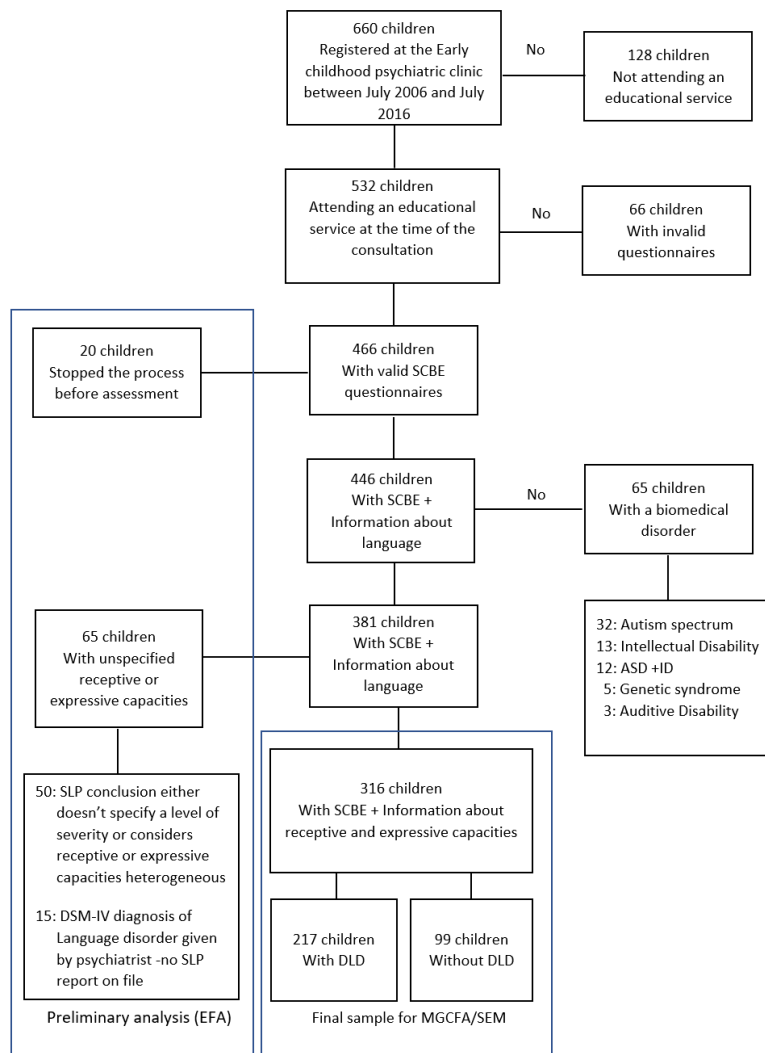 660 children
Registered at the Early
childhood psychiatric clinic
between July 2006 and July
2016
No
128 children
Not attending an
educational service
532 children
Attending an educational
service at the time of the
consultation
No
66 children
With invalid
questionnaires
20 children
Stopped the process
before assessment
466 children
With valid SCBE
questionnaires
446 children
With SCBE +
Information about
language
No
65 children
With a biomedical
disorder
32: Autism spectrum
13: Intellectual Disability
12: ASD +ID
5: Genetic syndrome
3: Auditive Disability
65 children
With unspecified
receptive or
expressive capacities
381 children
With SCBE +
Information about
language
50: SLP conclusion either
doesn’t specify a level of
severity or considers
receptive or expressive
capacities heterogeneous
15: DSM-IV diagnosis of
Language disorder given
by psychiatrist -no SLP
report on file
Preliminary analysis (EFA)
316 children
With SCBE + Information about
receptive and expressive capacities
217 children
With DLD
99 children
Without DLD
Final sample for MGCFA/SEM